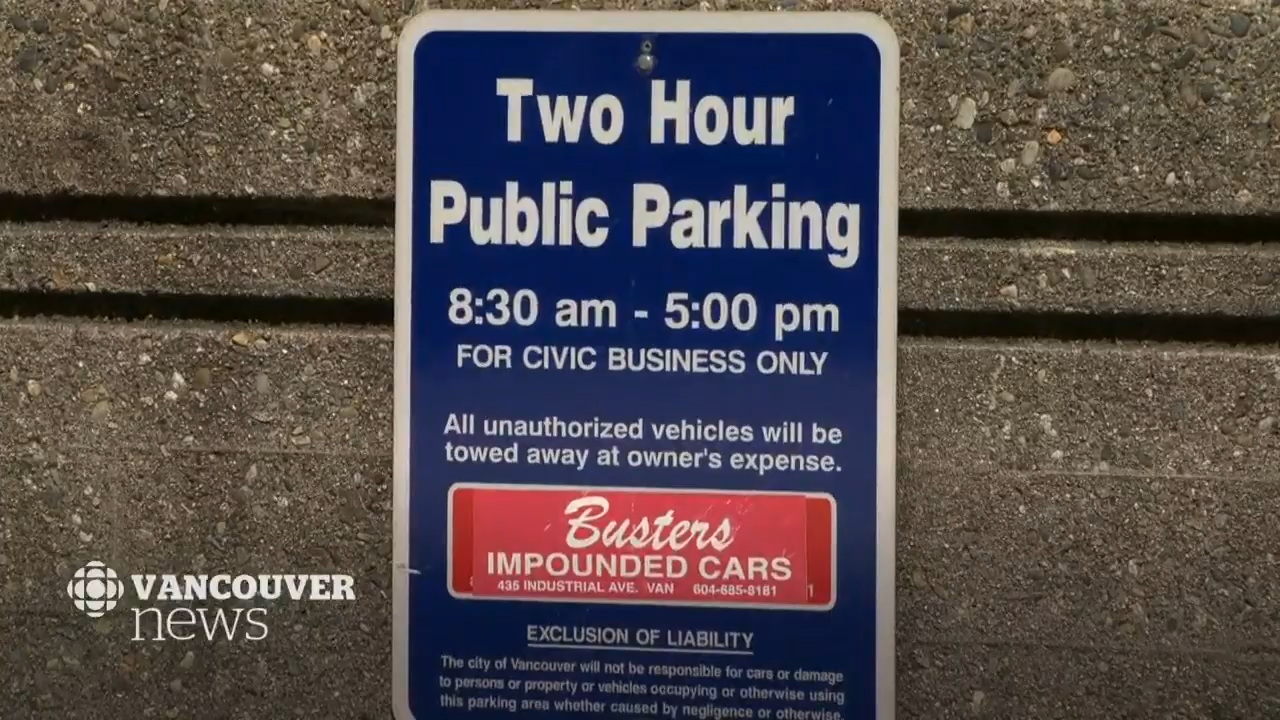 Two Hour
Public Parking
8:30 am - 5:00 pm
FOR CIVIC BUSINESS ONLY
All unauthorized vehicles will be
towed away at owner's expense.
Busters
IMPOUNDED CARS
435 INDUSTRIAL AVE. VAN 604-685-8181
EXCLUSION OF LIABILITY
The city of Vancouver will not be responsible for cars or damage
to persons or property or vehicles occupying or otherwise using
this parking area whether caused by negligence or otherwise.
VANCOUVER
news